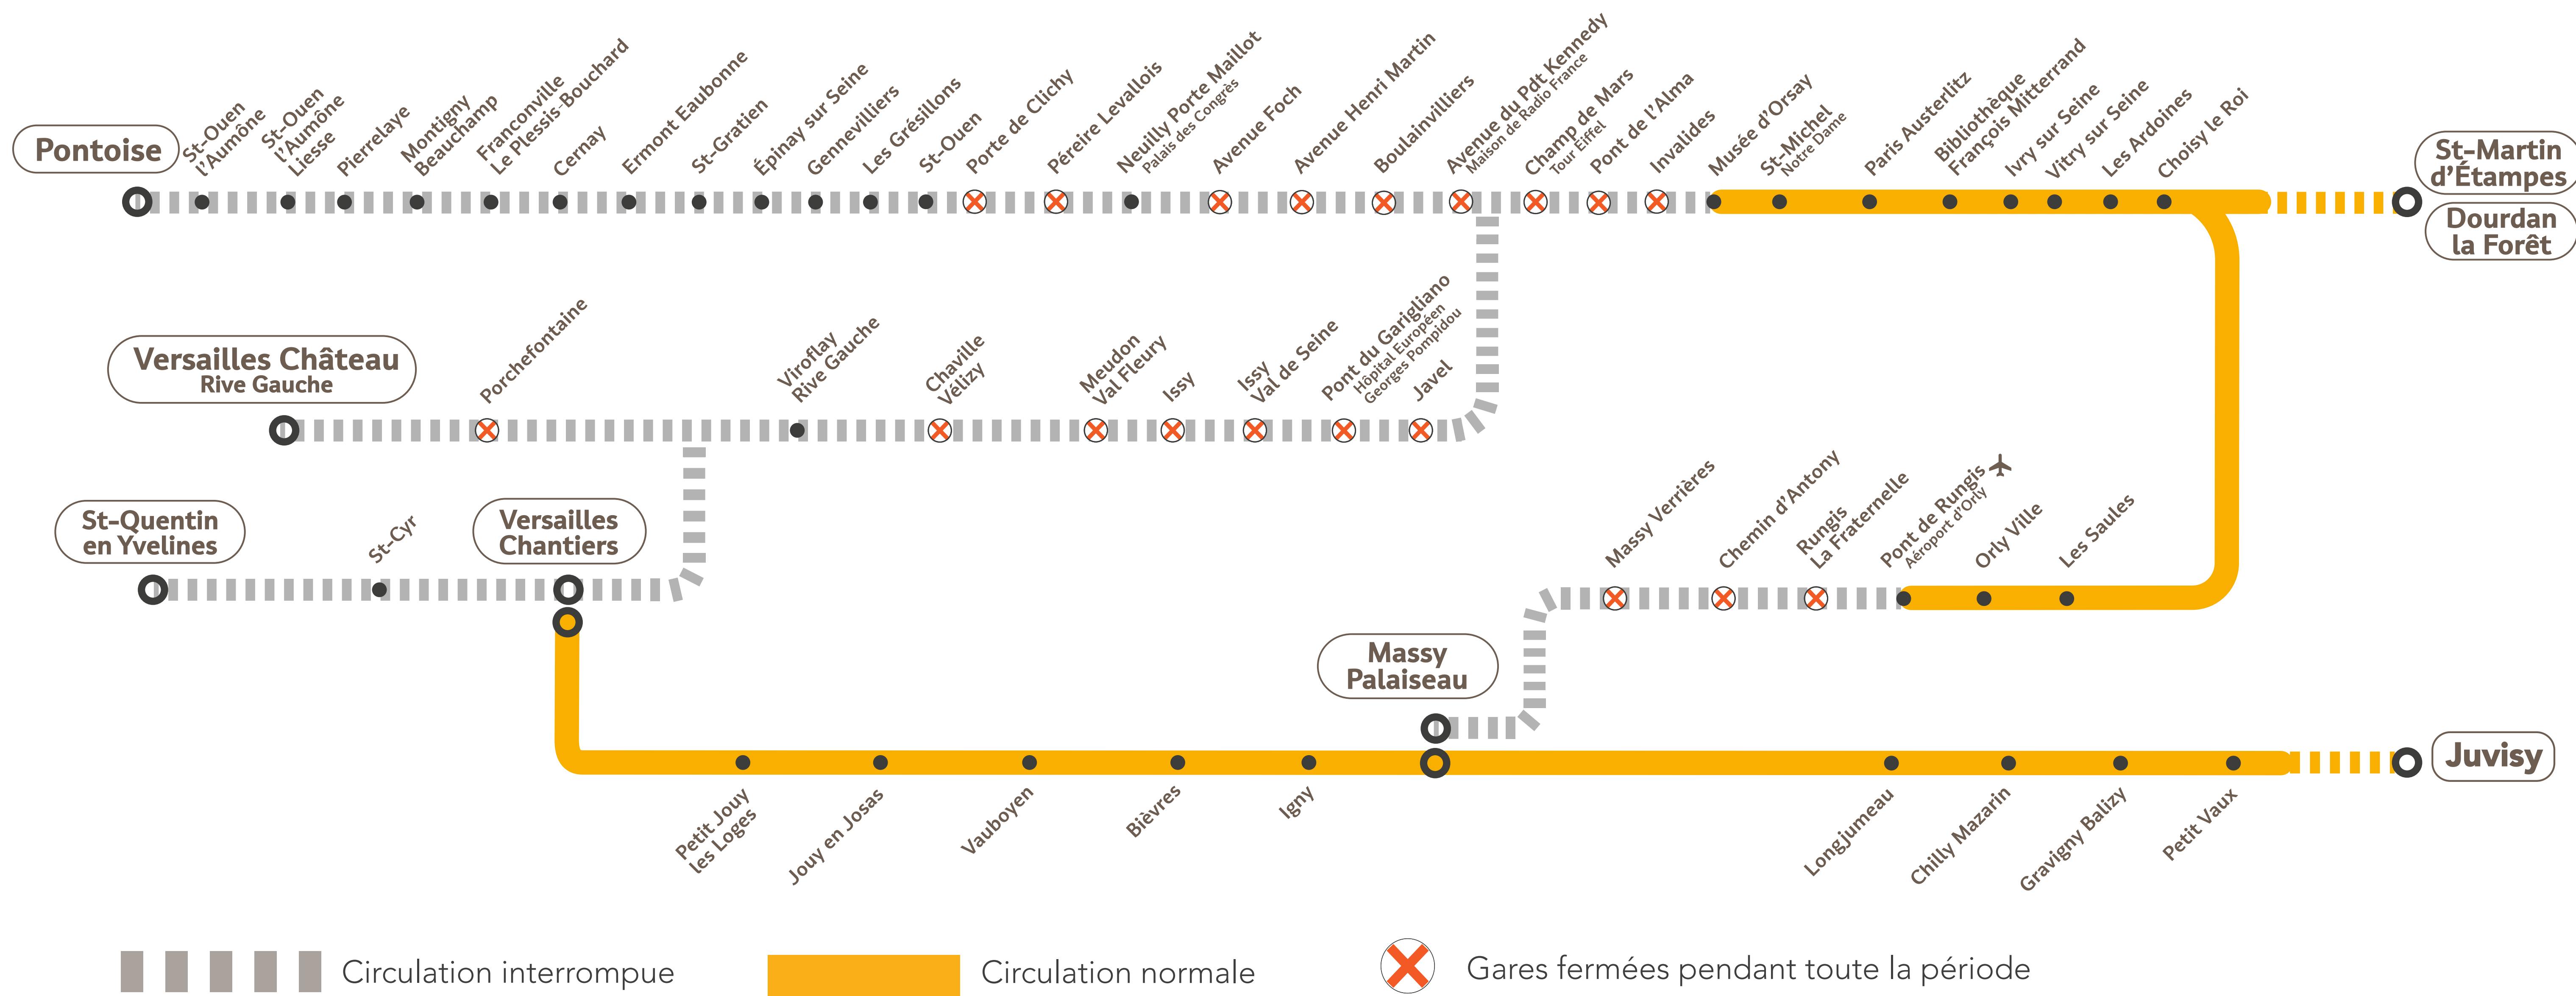 Pontoise
St-Ouen
l'Aumône
St-Ouen
l'Aumône
Liesse
Pierrelaye
Montigny
Beauchamp
Franconville
Le Plessis-Bouchard
Cernay
Ermont Eaubonne
St-Gratien
Épinay sur Seine
Gennevilliers
Les Grésillons
St-Ouen
Porte de Clichy
Péreire Levallois
Neuilly Porte Maillot
Palais des Congrès
Avenue Foch
Avenue Henri Martin
Boulainvilliers
Avenue du Pdt Kennedy
Maison de Radio France
Champ de Mars
Tour Eiffel
Pont de l'Alma
Invalides
Musée d'Orsay
St-Michel
Notre Dame
Paris Austerlitz
Bibliothèque
François Mitterrand
Ivry sur Seine
Vitry sur Seine
Les Ardoines
Choisy le Roi
St-Martin
d'Étampes
Dourdan
la Forêt
Versailles Château
Rive Gauche
Porchefontaine
Viroflay
Rive Gauche
Chaville
Vélizy
Meudon
Val Fleury
Issy
Issy
Val de Seine
Pont du Garigliano
Hôpital Européen
Georges Pompidou
Javel
St-Quentin
en Yvelines
St-Cyr
Versailles
Chantiers
Massy Verrières
Chemin d'Antony
Rungis
La Fraternelle
Pont de Rungis
Aéroport d'Orly
Orly Ville
Les Saules
Massy
Palaiseau
Juvisy
Petit Jouy
les Loges
Jouy en Josas
Vauboyen
Bièvres
Igny
Longjumeau
Chilly Mazarin
Gravigny Balizy
Petit Vaux
Circulation interrompue
Circulation normale
Gares fermées pendant toute la période